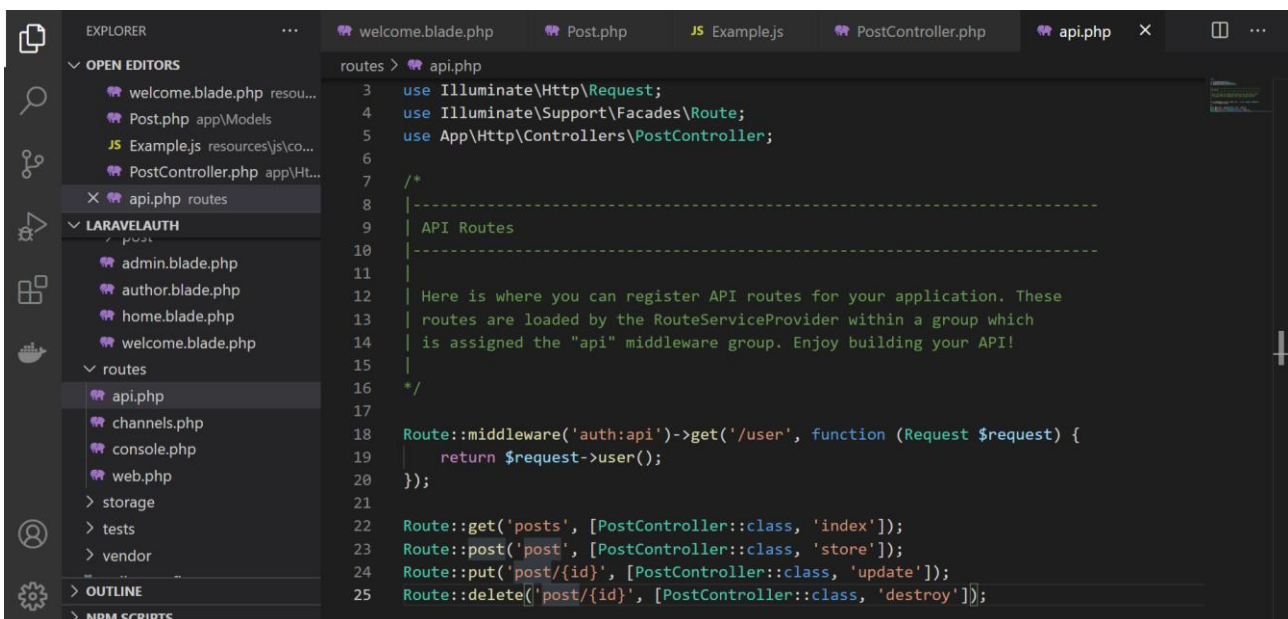 EXPLORER
OPEN EDITORS
welcome.blade.php resou...
Post.php app\Models
JS Example.js resources\js\co...
PostController.php app\Ht...
api.php routes
LARAVELAUTH
post
admin.blade.php
author.blade.php
home.blade.php
welcome.blade.php
routes
api.php
channels.php
console.php
web.php
storage
tests
vendor
OUTLINE
NPM SCRIPTS
welcome.blade.php Post.php JS Example.js PostController.php api.php
routes > api.php
3 use Illuminate\Http\Request;
4 use Illuminate\Support\Facades\Route;
5 use App\Http\Controllers\PostController;
6
7 /*
8 |--------------------------------------------------------------------------
9 | API Routes
10 |--------------------------------------------------------------------------
11 |
12 | Here is where you can register API routes for your application. These
13 | routes are loaded by the RouteServiceProvider within a group which
14 | is assigned the "api" middleware group. Enjoy building your API!
15 |
16 */
17
18 Route::middleware('auth:api')->get('/user', function (Request $request) {
19 return $request->user();
20 });
21
22 Route::get('posts', [PostController::class, 'index']);
23 Route::post('post', [PostController::class, 'store']);
24 Route::put('post/{id}', [PostController::class, 'update']);
25 Route::delete('post/{id}', [PostController::class, 'destroy']);